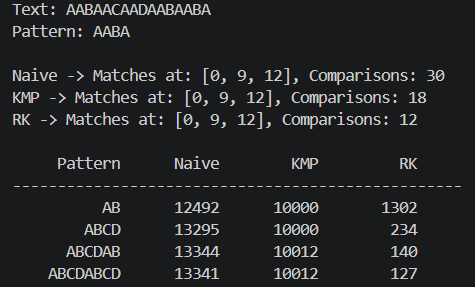 Text: AABAACAADAABAABA
Pattern: AABA
Naive -> Matches at: [0, 9, 12], Comparisons: 30
KMP -> Matches at: [0, 9, 12], Comparisons: 18
RK -> Matches at: [0, 9, 12], Comparisons: 12
Pattern Naive KMP RK
--------------------------------------------------
AB 12492 10000 1302
ABCD 13295 10000 234
ABCDAB 13344 10012 140
ABCDABCD 13341 10012 127